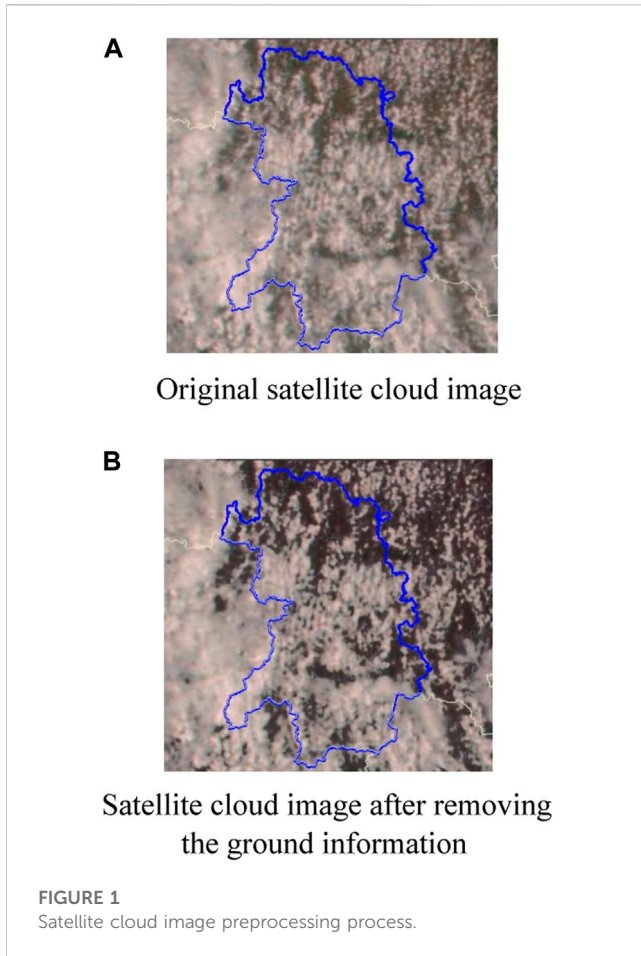 A
Original satellite cloud image
B
Satellite cloud image after removing
the ground information
FIGURE 1
Satellite cloud image preprocessing process.